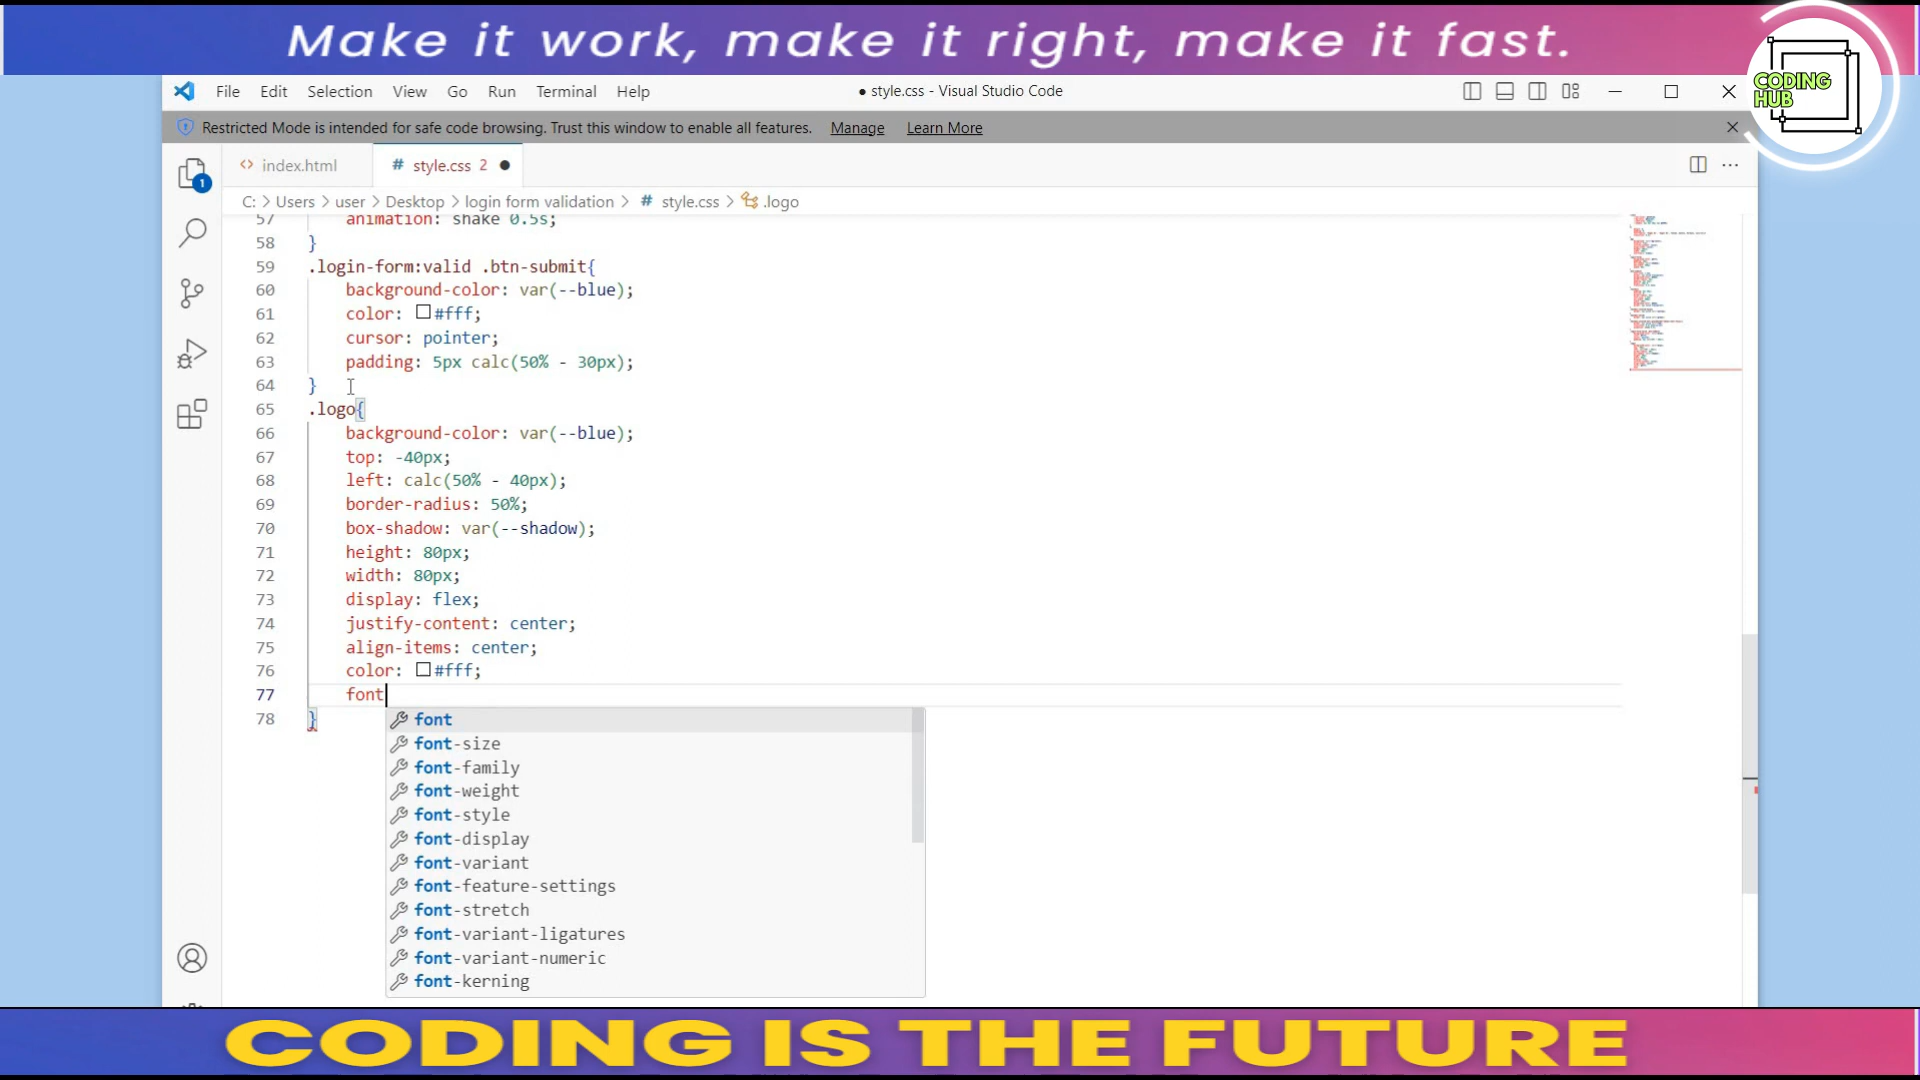 Make it work, make it right, make it fast.
CODING
HUB
File Edit Selection View Go Run Terminal Help
● style.css - Visual Studio Code
Restricted Mode is intended for safe code browsing. Trust this window to enable all features. Manage Learn More
1
<> index.html
# style.css 2 ●
C: > Users > user > Desktop > login form validation > # style.css > .logo
57 animation: shake 0.5s;
58 }
59 .login-form:valid .btn-submit{
60 background-color: var(--blue);
61 color: #fff;
62 cursor: pointer;
63 padding: 5px calc(50% - 30px);
64 }
65 .logo{
66 background-color: var(--blue);
67 top: -40px;
68 left: calc(50% - 40px);
69 border-radius: 50%;
70 box-shadow: var(--shadow);
71 height: 80px;
72 width: 80px;
73 display: flex;
74 justify-content: center;
75 align-items: center;
76 color: #fff;
77 font
78 }
font
font-size
font-family
font-weight
font-style
font-display
font-variant
font-feature-settings
font-stretch
font-variant-ligatures
font-variant-numeric
font-kerning
CODING IS THE FUTURE